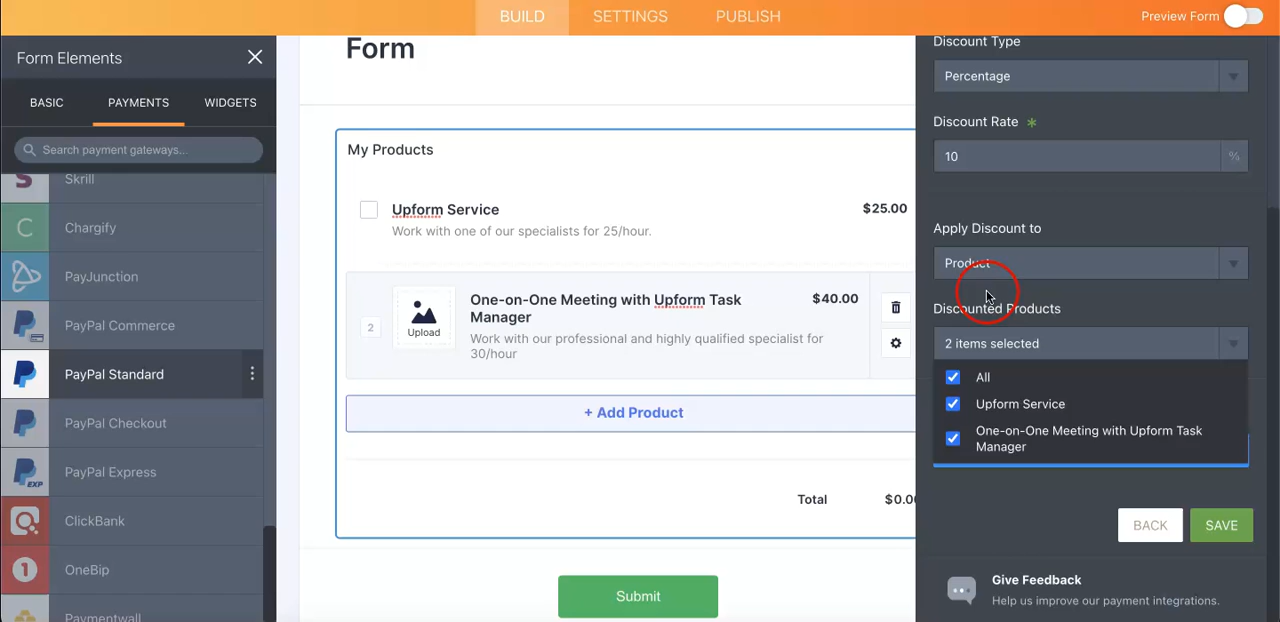 BUILD
SETTINGS
PUBLISH
Preview Form
Form Elements
BASIC
PAYMENTS
WIDGETS
Search payment gateways...
S
Skrill
C
Chargify
PayJunction
PayPal Commerce
PayPal Standard
PayPal Checkout
EXP
PayPal Express
ClickBank
1
OneBip
Paymentwall
Form
My Products
Upform Service
$25.00
Work with one of our specialists for 25/hour.
2
Upload
One-on-One Meeting with Upform Task
Manager
$40.00
Work with our professional and highly qualified specialist for
30/hour
+ Add Product
Total
$0.00
Submit
Discount Type
Percentage
Discount Rate *
10
%
Apply Discount to
Product
Discounted Products
2 items selected
All
Upform Service
One-on-One Meeting with Upform Task
Manager
BACK
SAVE
Give Feedback
Help us improve our payment integrations.